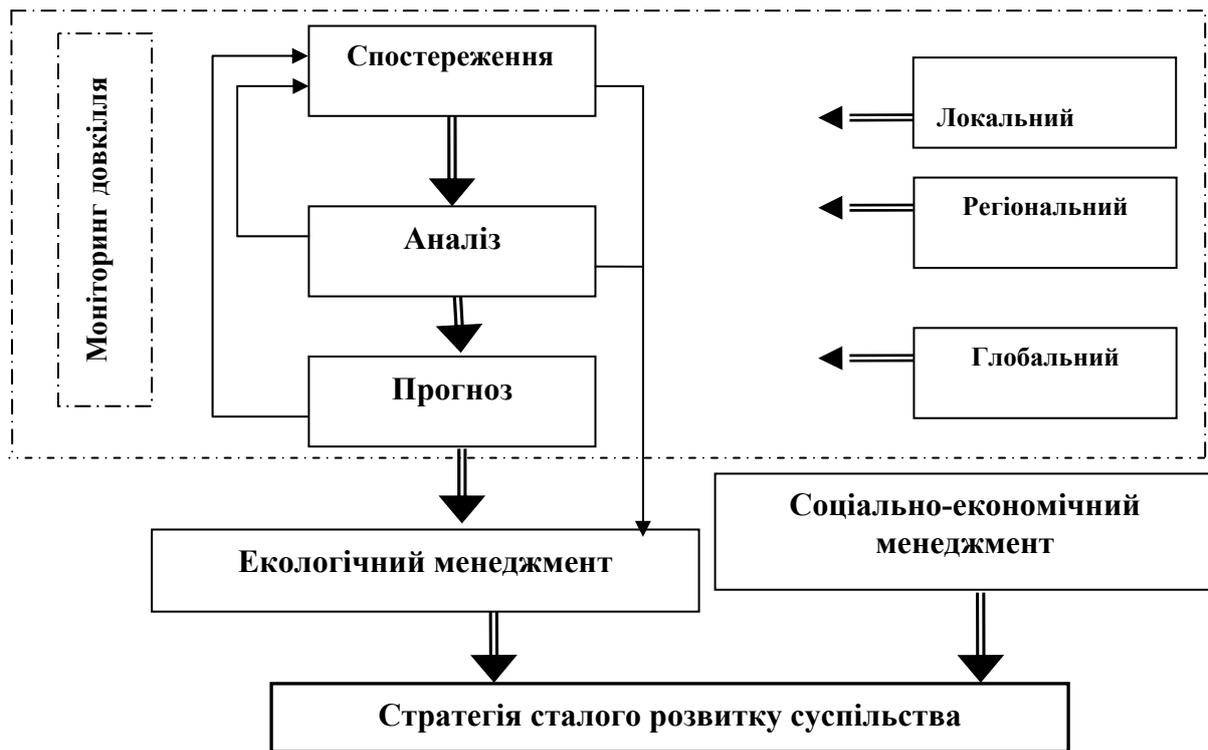 Моніторинг довкілля
Спостереження
Аналіз
Прогноз
Локальний
Регіональний
Глобальний
Екологічний менеджмент
Соціально-економічний
менеджмент
Стратегія сталого розвитку суспільства